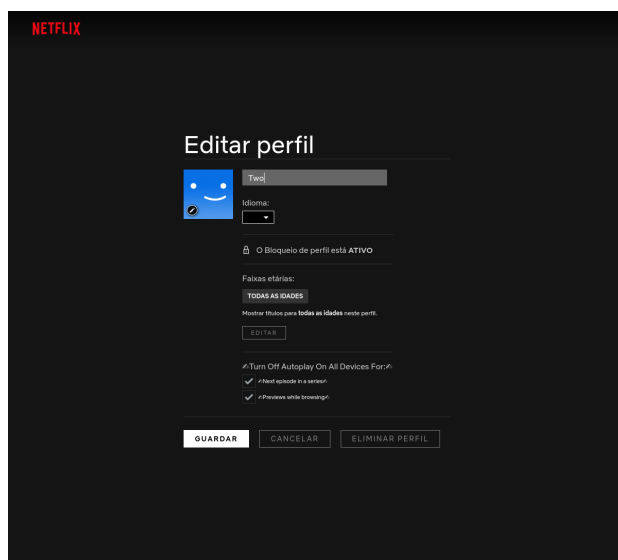 NETFLIX
Editar perfil
Two
Idioma:
O Bloqueio de perfil está ATIVO
Faixas etárias:
TODAS AS IDADES
Mostrar títulos para todas as idades neste perfil.
EDITAR
✍Turn Off Autoplay On All Devices For:✍
✍Next episode in a series✍
✍Previews while browsing✍
GUARDAR
CANCELAR
ELIMINAR PERFIL